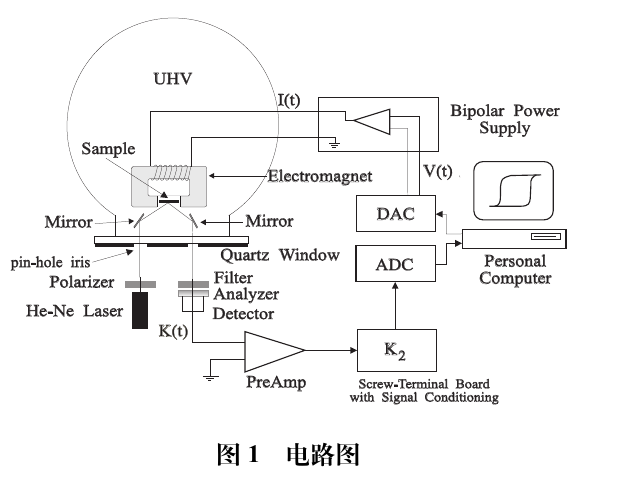 UHV
I(t)
Bipolar Power
Supply
Sample
Electromagnet
V(t)
Mirror
Mirror
DAC
pin-hole iris
Quartz Window
ADC
Personal
Computer
Polarizer
Filter
Analyzer
He-Ne Laser
Detector
K(t)
K2
PreAmp
Screw-Terminal Board
with Signal Conditioning
图 1 电路图